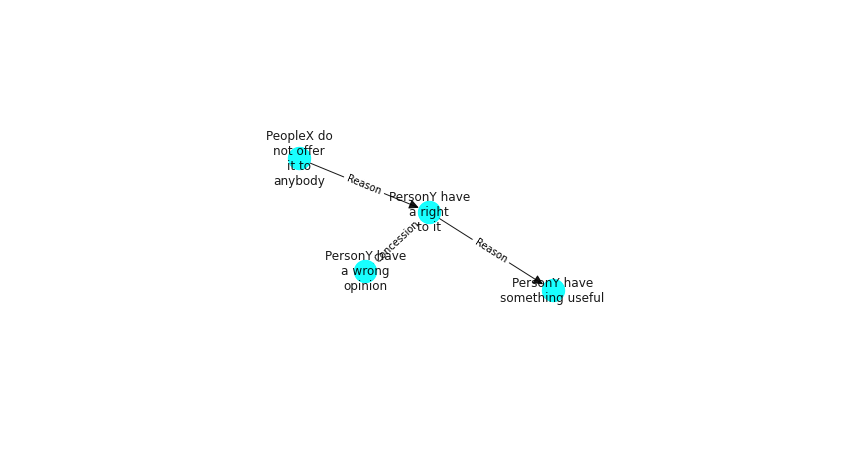 PeopleX do
not offer
it to
anybody
Reason
PersonY have
a right
to it
Concession
PersonY have
a wrong
opinion
Reason
PersonY have
something useful